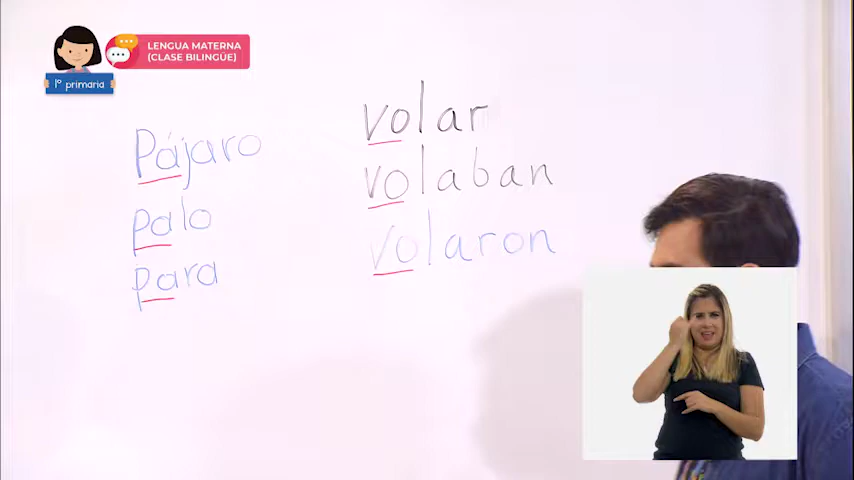 LENGUA MATERNA
(CLASE BILINGÜE)
1° primaria
Pájaro
palo
para
volar
volaban
volaron